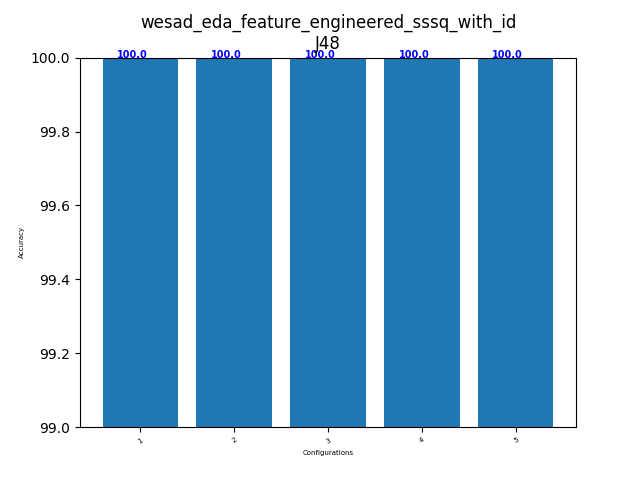 wesad_eda_feature_engineered_sssq_with_id
J48
100.0 100.0 100.0 100.0 100.0
100.0
99.8
99.6
99.4
99.2
99.0
Accuracy
1 2 3 4 5
Configurations